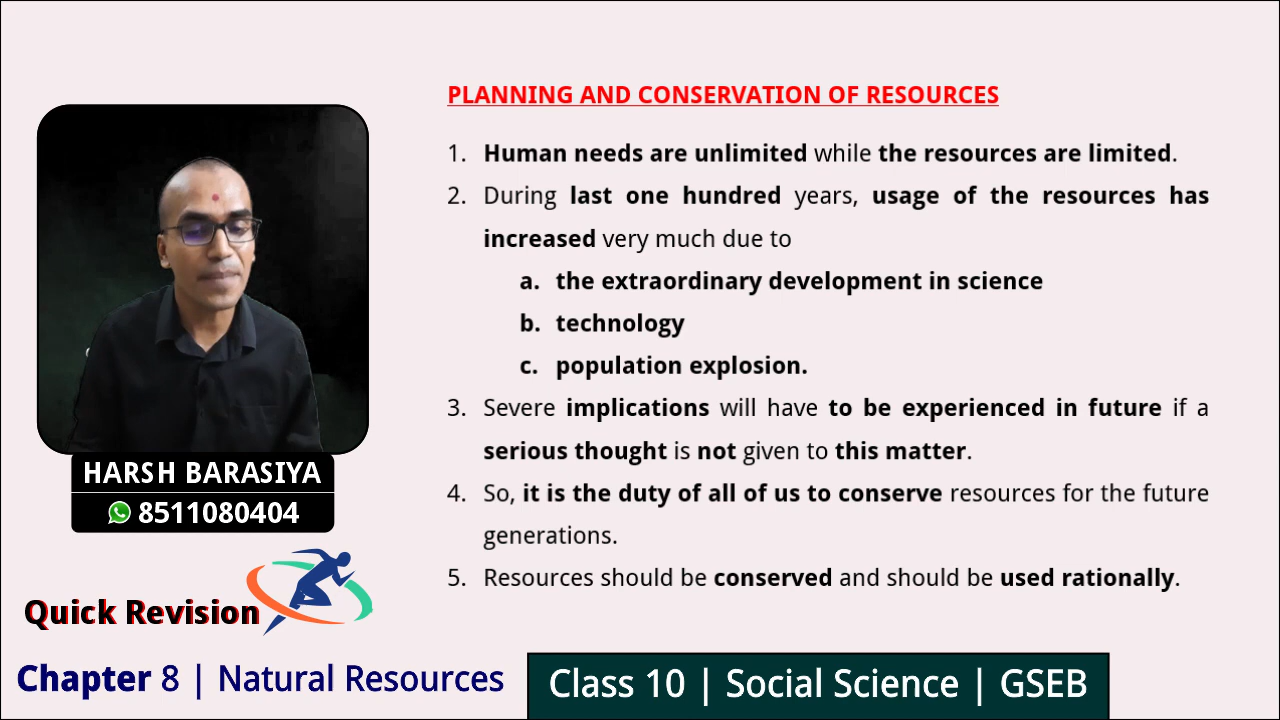 PLANNING AND CONSERVATION OF RESOURCES
1. Human needs are unlimited while the resources are limited.
2. During last one hundred years, usage of the resources has
increased very much due to
a. the extraordinary development in science
b. technology
c. population explosion.
3. Severe implications will have to be experienced in future if a
serious thought is not given to this matter.
4. So, it is the duty of all of us to conserve resources for the future
generations.
5. Resources should be conserved and should be used rationally.
HARSH BARASIYA
8511080404
Quick Revision
Chapter 8 | Natural Resources
Class 10 | Social Science | GSEB